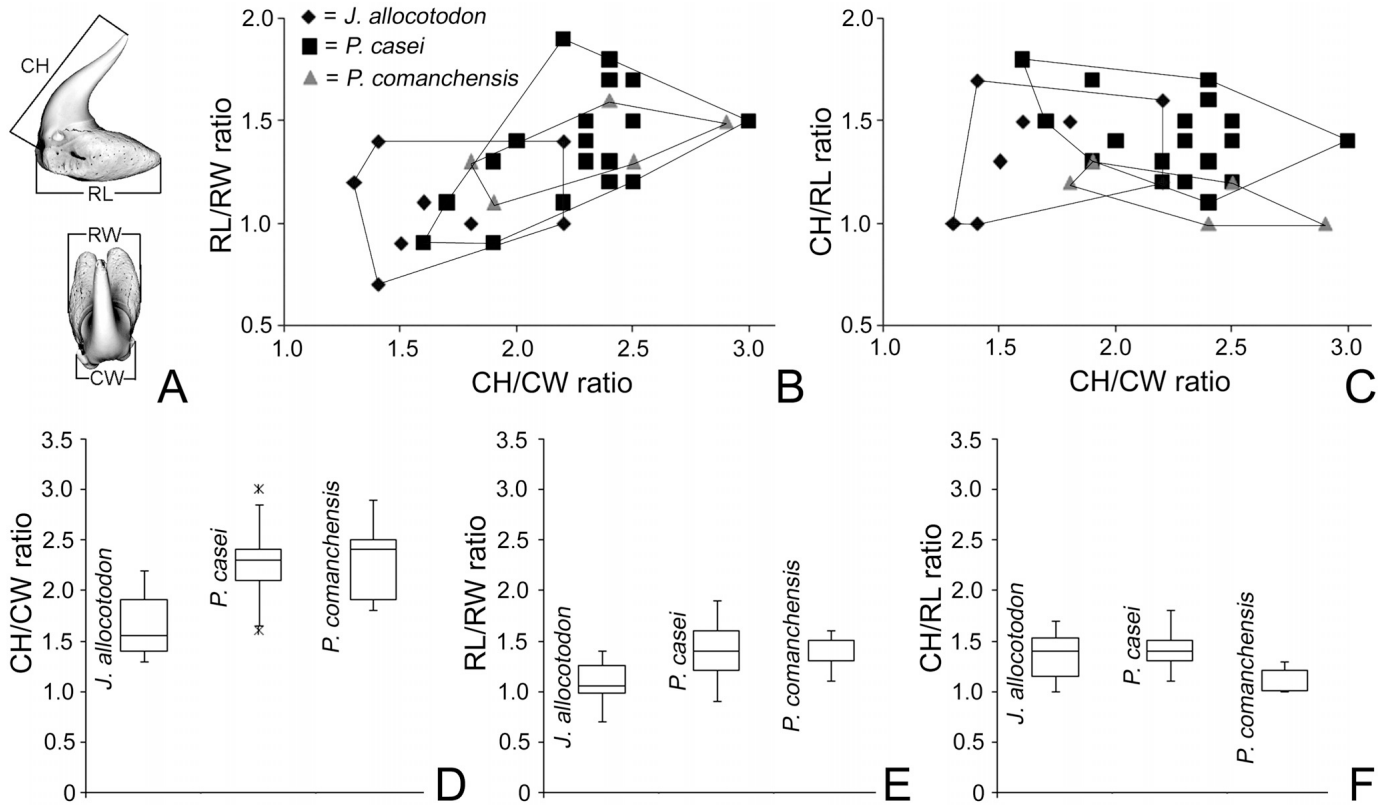 CH
RL
RW
CW
A
◆ = J. allocotodon
■ = P. casei
▲ = P. comanchensis
2.0
1.5
1.0
0.5
RL/RW ratio
1.0 1.5 2.0 2.5 3.0
CH/CW ratio
B
2.0
1.5
1.0
0.5
CH/RL ratio
1.0 1.5 2.0 2.5 3.0
CH/CW ratio
C
3.5
3.0
2.5
2.0
1.5
1.0
0.5
0
CH/CW ratio
J. allocotodon
P. casei
P. comanchensis
D
3.5
3.0
2.5
2.0
1.5
1.0
0.5
0
RL/RW ratio
J. allocotodon
P. casei
P. comanchensis
E
3.5
3.0
2.5
2.0
1.5
1.0
0.5
0
CH/RL ratio
J. allocotodon
P. casei
P. comanchensis
F